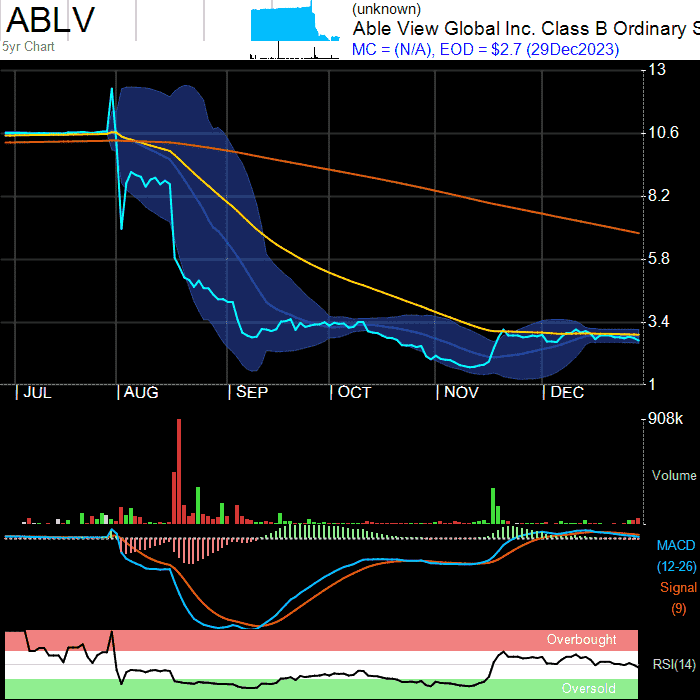 ABLV
5yr Chart
(unknown)
Able View Global Inc. Class B Ordinary S
MC = (N/A), EOD = $2.7 (29Dec2023)
13
10.6
8.2
5.8
3.4
1
JUL AUG SEP OCT NOV DEC
908k
Volume
MACD
(12-26)
Signal
(9)
Overbought
RSI(14)
Oversold